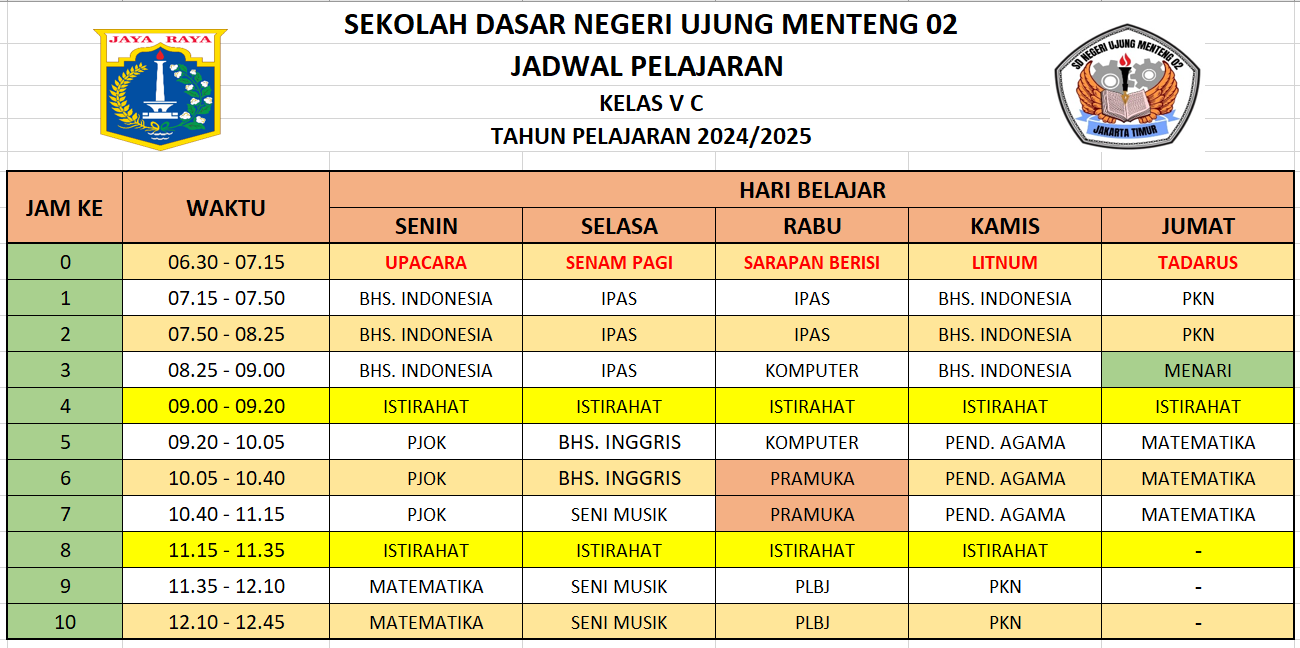 SEKOLAH DASAR NEGERI UJUNG MENTENG 02
JADWAL PELAJARAN
KELAS V C
TAHUN PELAJARAN 2024/2025
JAYA RAYA
SD NEGERI UJUNG MENTENG 02
JAKARTA TIMUR
JAM KE WAKTU HARI BELAJAR
SENIN SELASA RABU KAMIS JUMAT
0 06.30 - 07.15 UPACARA SENAM PAGI SARAPAN BERISI LITNUM TADARUS
1 07.15 - 07.50 BHS. INDONESIA IPAS IPAS BHS. INDONESIA PKN
2 07.50 - 08.25 BHS. INDONESIA IPAS IPAS BHS. INDONESIA PKN
3 08.25 - 09.00 BHS. INDONESIA IPAS KOMPUTER BHS. INDONESIA MENARI
4 09.00 - 09.20 ISTIRAHAT ISTIRAHAT ISTIRAHAT ISTIRAHAT ISTIRAHAT
5 09.20 - 10.05 PJOK BHS. INGGRIS KOMPUTER PEND. AGAMA MATEMATIKA
6 10.05 - 10.40 PJOK BHS. INGGRIS PRAMUKA PEND. AGAMA MATEMATIKA
7 10.40 - 11.15 PJOK SENI MUSIK PRAMUKA PEND. AGAMA MATEMATIKA
8 11.15 - 11.35 ISTIRAHAT ISTIRAHAT ISTIRAHAT ISTIRAHAT -
9 11.35 - 12.10 MATEMATIKA SENI MUSIK PLBJ PKN -
10 12.10 - 12.45 MATEMATIKA SENI MUSIK PLBJ PKN -